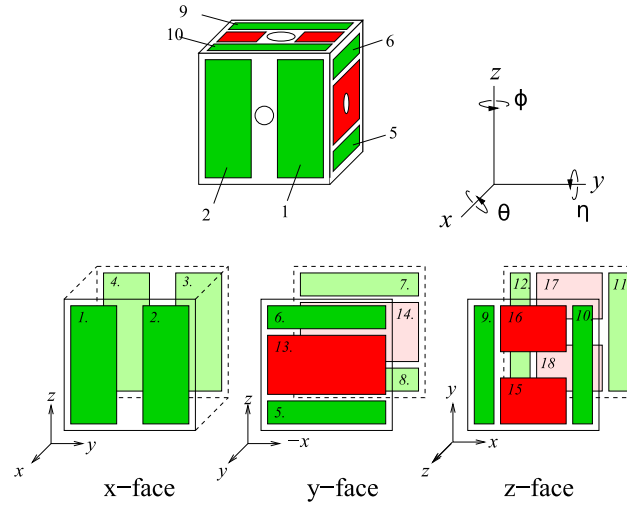 9
10
6
5
2
1
z
ϕ
y
η
x
θ
4.
3.
1.
2.
z
y
x
x-face
7.
6.
14.
13.
8.
5.
z
-x
y
y-face
12.
17
11.
9.
16
10.
18
15
y
x
z
z-face